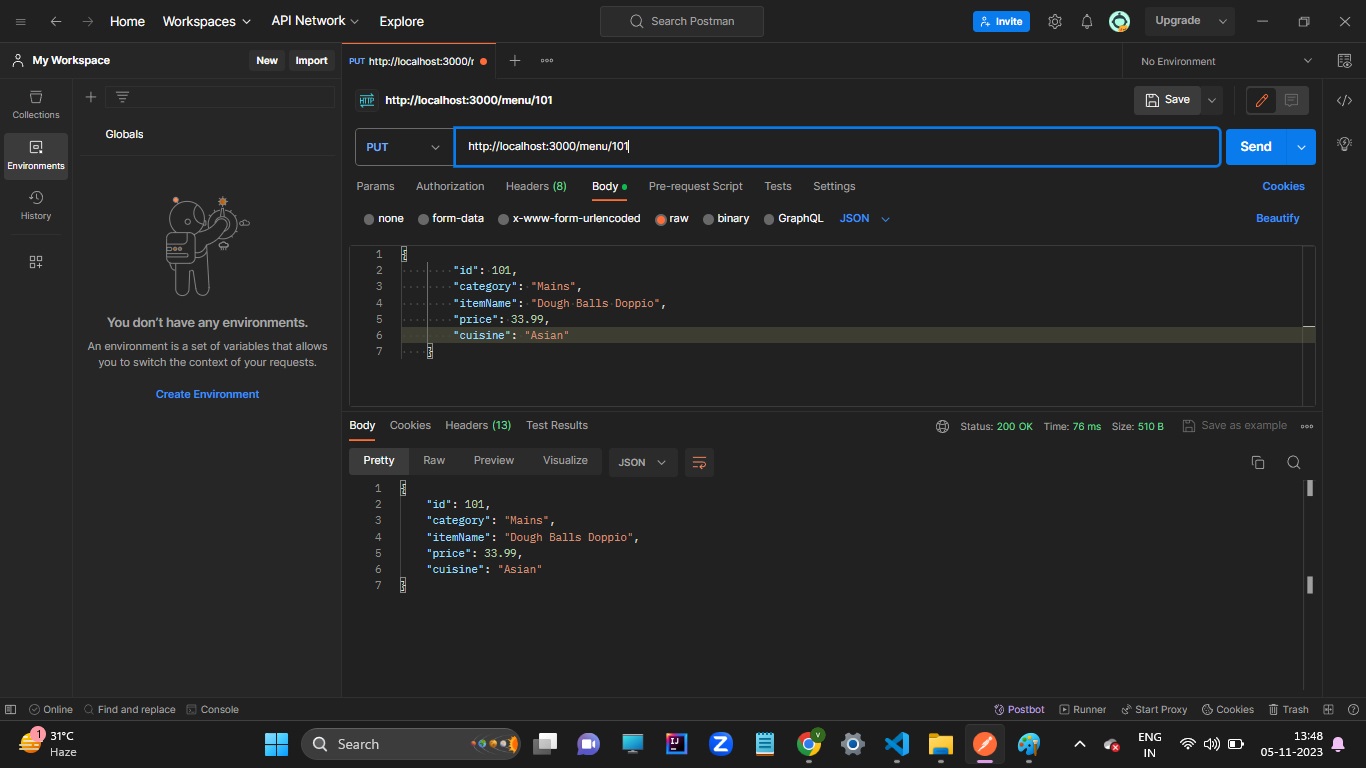 Home Workspaces API Network Explore Search Postman Invite Upgrade
My Workspace New Import PUT http://localhost:3000/r No Environment
Collections
Environments
History
Globals
You don't have any environments.
An environment is a set of variables that allows
you to switch the context of your requests.
Create Environment
HTTP http://localhost:3000/menu/101 Save
PUT http://localhost:3000/menu/101 Send
Params Authorization Headers (8) Body Pre-request Script Tests Settings Cookies
none form-data x-www-form-urlencoded raw binary GraphQL JSON Beautify
1 {
2 "id": 101,
3 "category": "Mains",
4 "itemName": "Dough Balls Doppio",
5 "price": 33.99,
6 "cuisine": "Asian"
7 }
Body Cookies Headers (13) Test Results Status: 200 OK Time: 76 ms Size: 510 B Save as example
Pretty Raw Preview Visualize JSON
1 {
2 "id": 101,
3 "category": "Mains",
4 "itemName": "Dough Balls Doppio",
5 "price": 33.99,
6 "cuisine": "Asian"
7 }
Online Find and replace Console Postbot Runner Start Proxy Cookies Trash
1 31°C
Haze
Search
IJ
Z
V
ENG
IN
13:48
05-11-2023